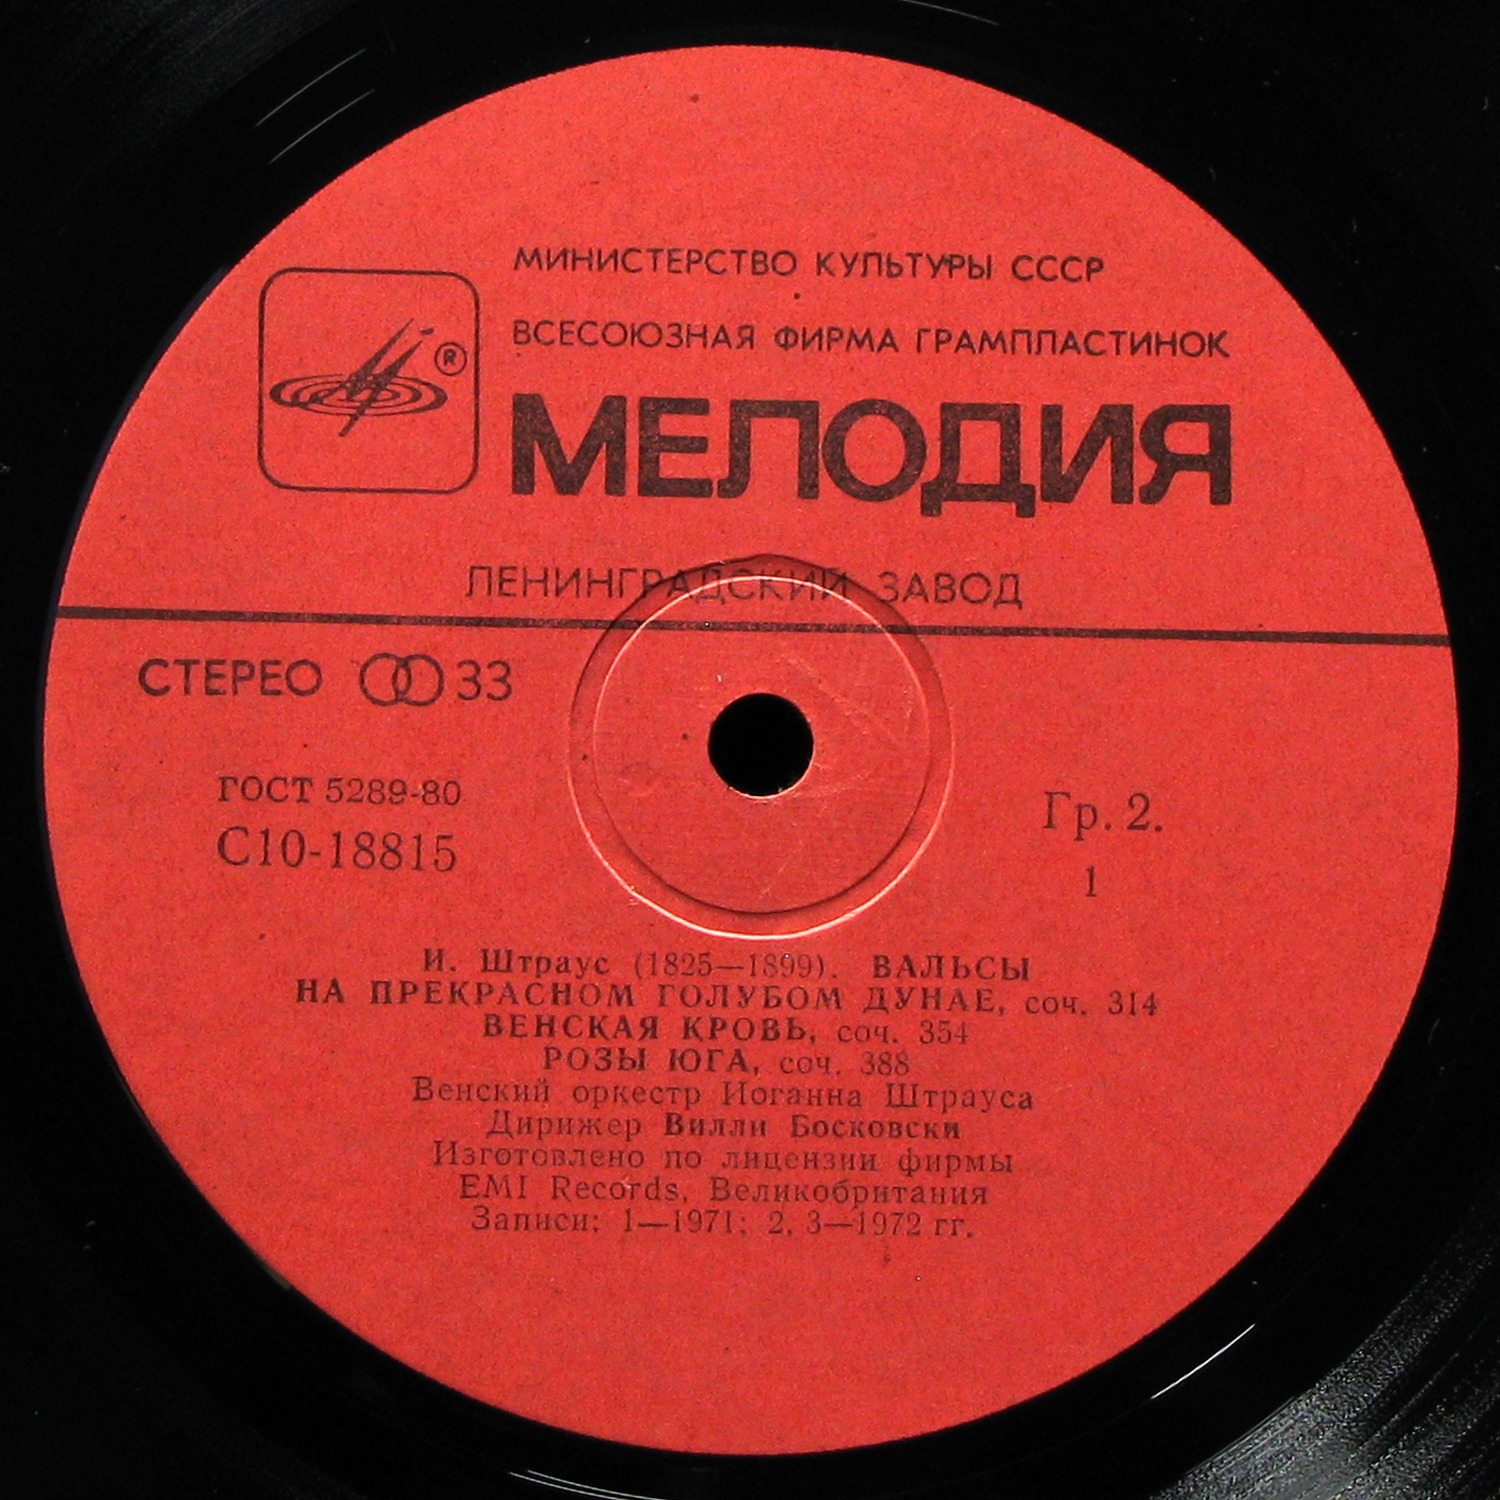 МИНИСТЕРСТВО КУЛЬТУРЫ СССР
ВСЕСОЮЗНАЯ ФИРМА ГРАМПЛАСТИНОК
®
МЕЛОДИЯ
ЛЕНИНГРАДСКИЙ ЗАВОД
СТЕРЕО 33
ГОСТ 5289-80
С10-18815
Гр. 2.
1
И. Штраус (1825—1899). ВАЛЬСЫ
НА ПРЕКРАСНОМ ГОЛУБОМ ДУНАЕ, соч. 314
ВЕНСКАЯ КРОВЬ, соч. 354
РОЗЫ ЮГА, соч. 388
Венский оркестр Иоганна Штрауса
Дирижер Вилли Босковски
Изготовлено по лицензии фирмы
EMI Records, Великобритания
Записи: 1—1971; 2, 3—1972 гг.